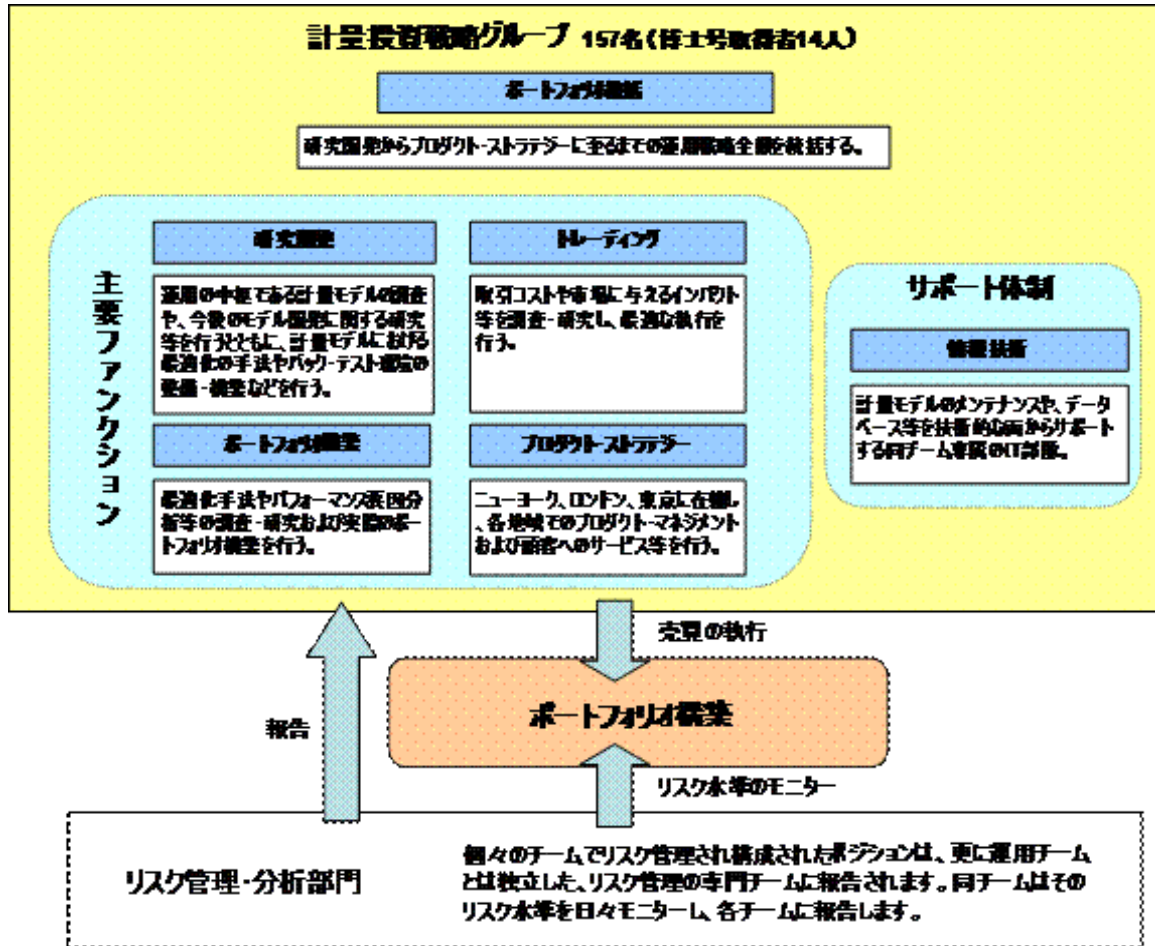 計量投資戦略グループ 157名(博士号取得者14人)
ポートフォリオ統括
研究開発からプロダクト・ストラテジーに至るまでの運用戦略全般を統括する。
主要ファンクション
研究開発
運用の中枢である計量モデルの調査
や、今後のモデル開発に関する研究
等を行うとともに、計量モデルにおける
最適化の手法やバック・テスト環境の
整備・構築などを行う。
トレーディング
取引コストや市場に与えるインパクト
等を調査・研究し、最適な執行を
行う。
ポートフォリオ構築
最適化手法やパフォーマンス要因分
析等の調査・研究および実際のポー
トフォリオ構築を行う。
プロダクト・ストラテジー
ニューヨーク、ロンドン、東京に在籍し
、各地域でのプロダクト・マネジメント
および顧客へのサービス等を行う。
サポート体制
情報技術
計量モデルのメンテナンスや、データ
ベース等を技術的な面からサポート
する同チーム専属のIT部隊。
売買の執行
ポートフォリオ構築
報告
リスク水準のモニター
リスク管理・分析部門
個々のチームでリスク管理され構成されたポジションは、更に運用チーム
とは独立した、リスク管理の専門チームに報告されます。同チームはその
リスク水準を日々モニターし、各チームに報告します。